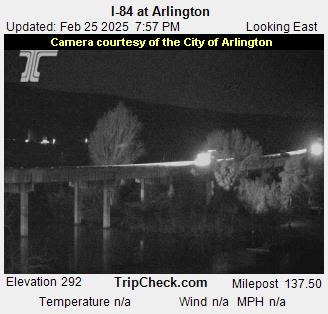 I-84 at Arlington
Updated: Feb 25 2025 7:57 PM Looking East
Camera courtesy of the City of Arlington
Elevation 292 TripCheck.com Milepost 137.50
Temperature n/a Wind n/a MPH n/a